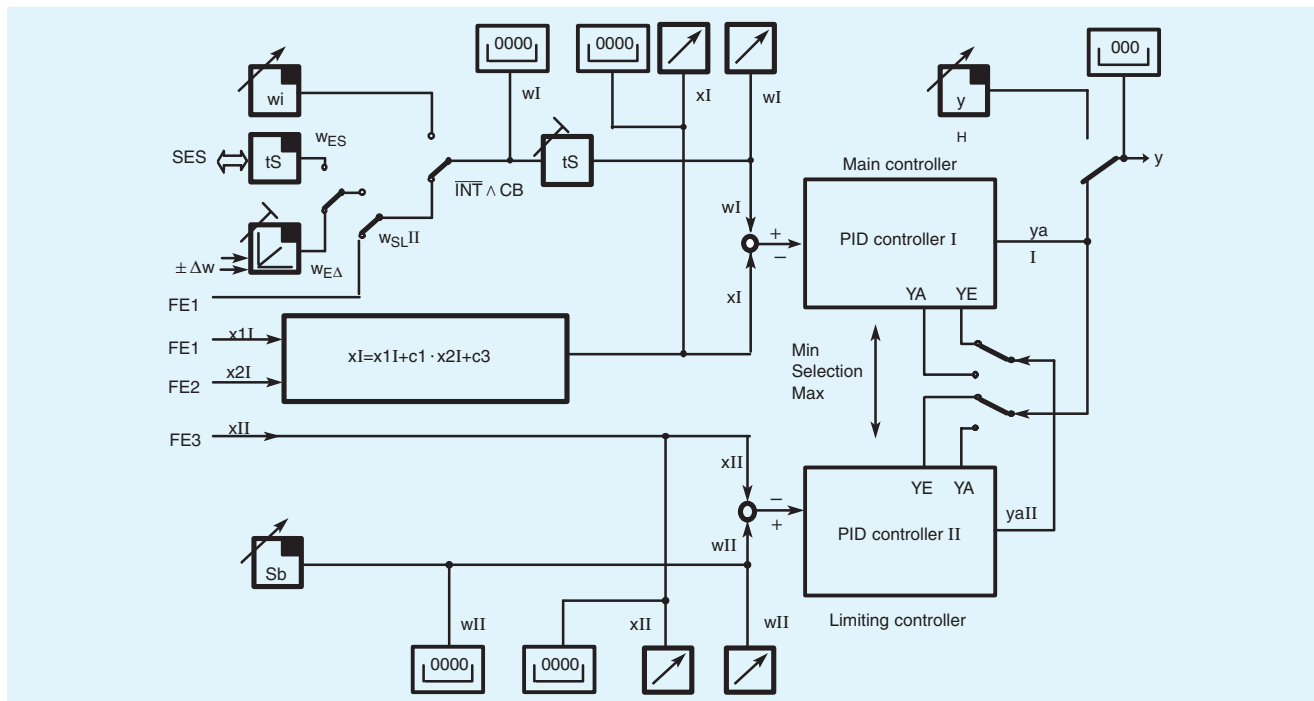 0000
0000
000
wi
wI
xI
wI
y
H
SES
tS
wES
tS
INT ∧ CB
Main controller
y
± Δw
wEΔ
wSLII
wI
+
−
PID controller I
ya
I
FE1
xI
YA
YE
FE1
x1I
xI=x1I+c1 · x2I+c3
FE2
x2I
Min
Selection
Max
FE3
xII
xII
YE
YA
−
+
yaII
PID controller II
wII
Sb
wII
xII
wII
Limiting controller
0000
0000